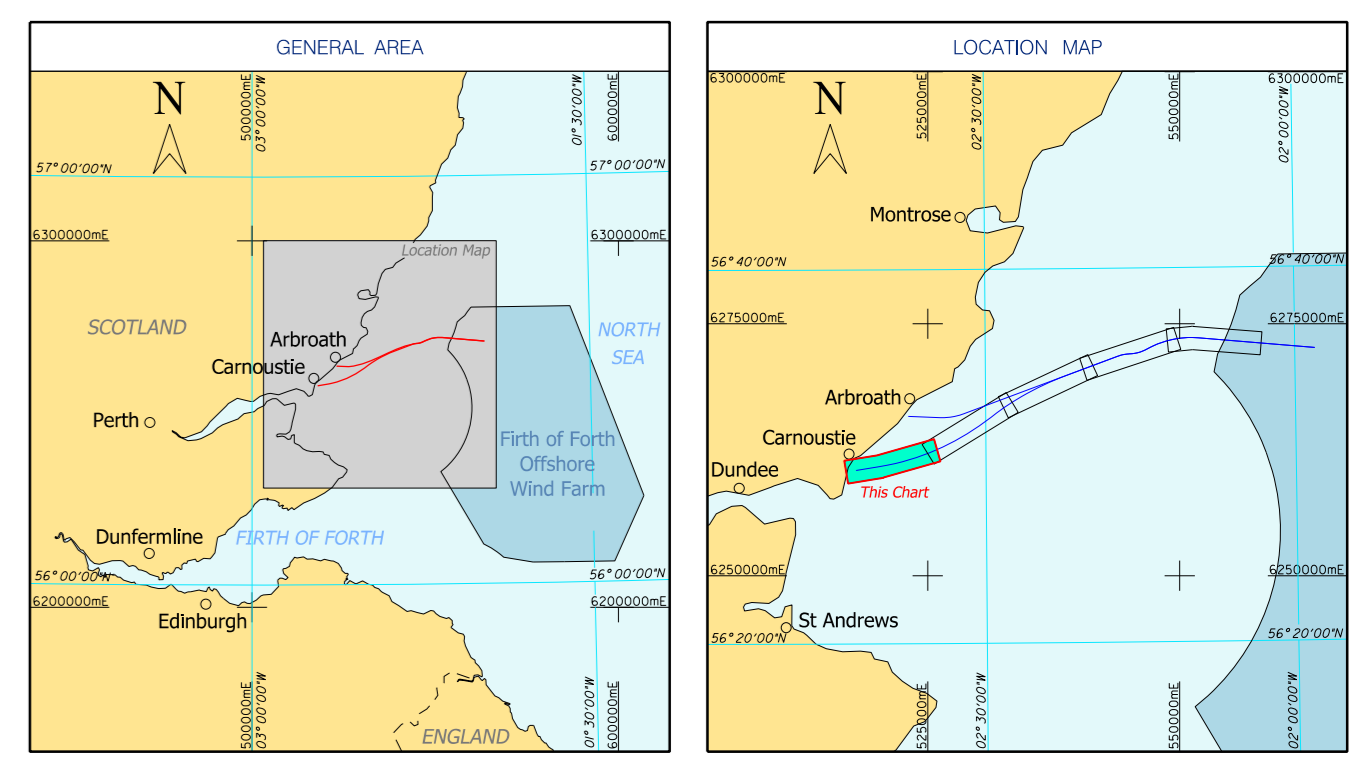 GENERAL AREA
N
500000mE
03° 00'00"W
01° 30'00"W
600000mE
57° 00'00"N
57° 00'00"N
6300000mE
6300000mE
Location Map
SCOTLAND
NORTH
SEA
Arbroath
Carnoustie
Perth
Firth of Forth
Offshore
Wind Farm
Dunfermline
FIRTH OF FORTH
56° 00'00"N
56° 00'00"N
6200000mE
6200000mE
Edinburgh
500000mE
03° 00'00"W
01° 30'00"W
600000mE
ENGLAND
LOCATION MAP
6300000mE
6300000mE
N
525000mE
02° 30'00"W
550000mE
02° 00'00"W
Montrose
56° 40'00"N
56° 40'00"N
6275000mE
6275000mE
Arbroath
Carnoustie
Dundee
This Chart
6250000mE
6250000mE
St Andrews
56° 20'00"N
56° 20'00"N
525000mE
02° 30'00"W
550000mE
02° 00'00"W